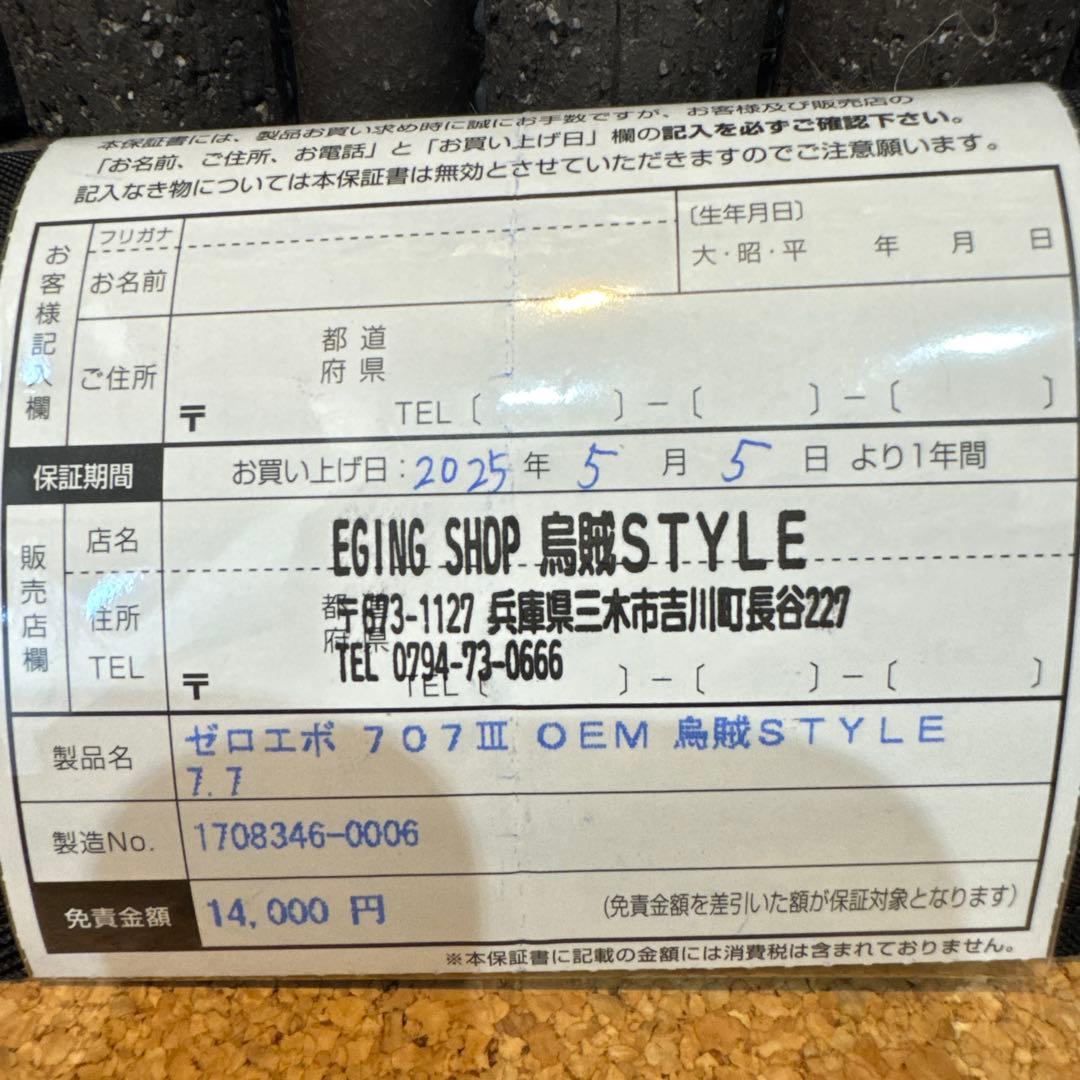 本保証書には、製品お買い求め時に誠にお手数ですが、お客様及び販売店の
「お名前、ご住所、お電話」と「お買い上げ日」欄の記入を必ずご確認下さい。
記入なき物については本保証書は無効とさせていただきますのでご注意願います。
お客様記入欄
フリガナ
お名前
〔生年月日〕
大・昭・平 年 月 日
ご住所
都道
府県
〒 TEL〔 〕−〔 〕−〔 〕
保証期間 お買い上げ日:2025年 5 月 5 日 より1年間
販売店欄
店名 EGING SHOP 烏賊STYLE
住所 都
府県
〒673-1127 兵庫県三木市吉川町長谷227
TEL 0794-73-0666
TEL 〒 TEL〔 〕−〔 〕−〔 〕
製品名 ゼロエボ 707Ⅲ OEM 烏賊STYLE
7.7
製造No. 1708346-0006
免責金額 14,000 円 (免責金額を差引いた額が保証対象となります)
※本保証書に記載の金額には消費税は含まれておりません。